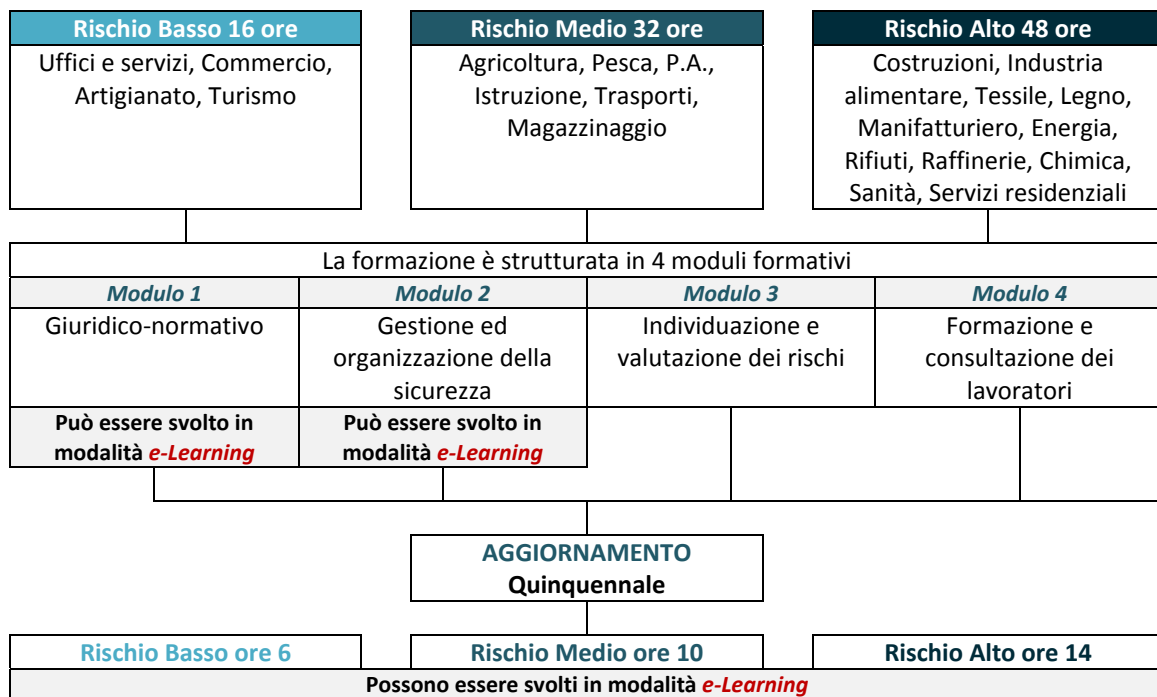 Rischio Basso 16 ore
Uffici e servizi, Commercio,
Artigianato, Turismo
Rischio Medio 32 ore
Agricoltura, Pesca, P.A.,
Istruzione, Trasporti,
Magazzinaggio
Rischio Alto 48 ore
Costruzioni, Industria
alimentare, Tessile, Legno,
Manifatturiero, Energia,
Rifiuti, Raffinerie, Chimica,
Sanità, Servizi residenziali
La formazione è strutturata in 4 moduli formativi
Modulo 1
Giuridico-normativo
Può essere svolto in
modalità e-Learning
Modulo 2
Gestione ed
organizzazione della
sicurezza
Può essere svolto in
modalità e-Learning
Modulo 3
Individuazione e
valutazione dei rischi
Modulo 4
Formazione e
consultazione dei
lavoratori
AGGIORNAMENTO
Quinquennale
Rischio Basso ore 6
Rischio Medio ore 10
Rischio Alto ore 14
Possono essere svolti in modalità e-Learning